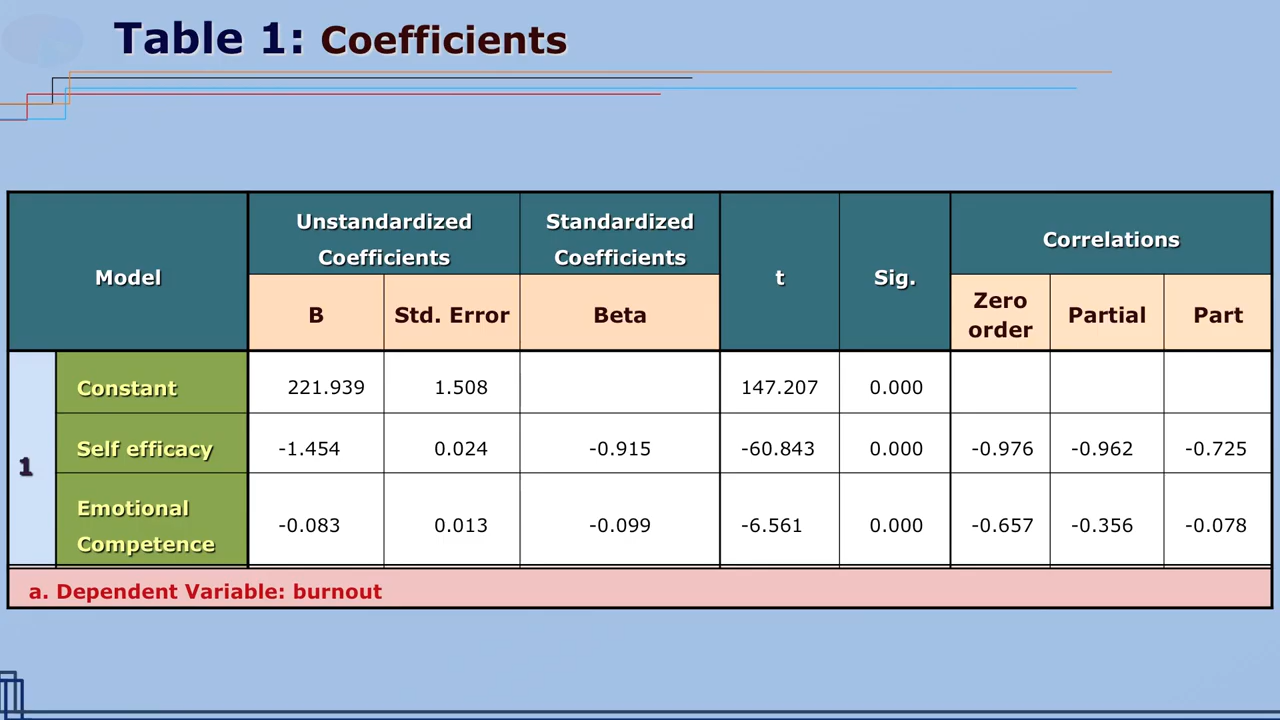 Table 1: Coefficients
Model
Unstandardized
Coefficients
Standardized
Coefficients
t
Sig.
Correlations
B
Std. Error
Beta
Zero
order
Partial
Part
1
Constant
221.939
1.508
147.207
0.000
Self efficacy
-1.454
0.024
-0.915
-60.843
0.000
-0.976
-0.962
-0.725
Emotional
Competence
-0.083
0.013
-0.099
-6.561
0.000
-0.657
-0.356
-0.078
a. Dependent Variable: burnout